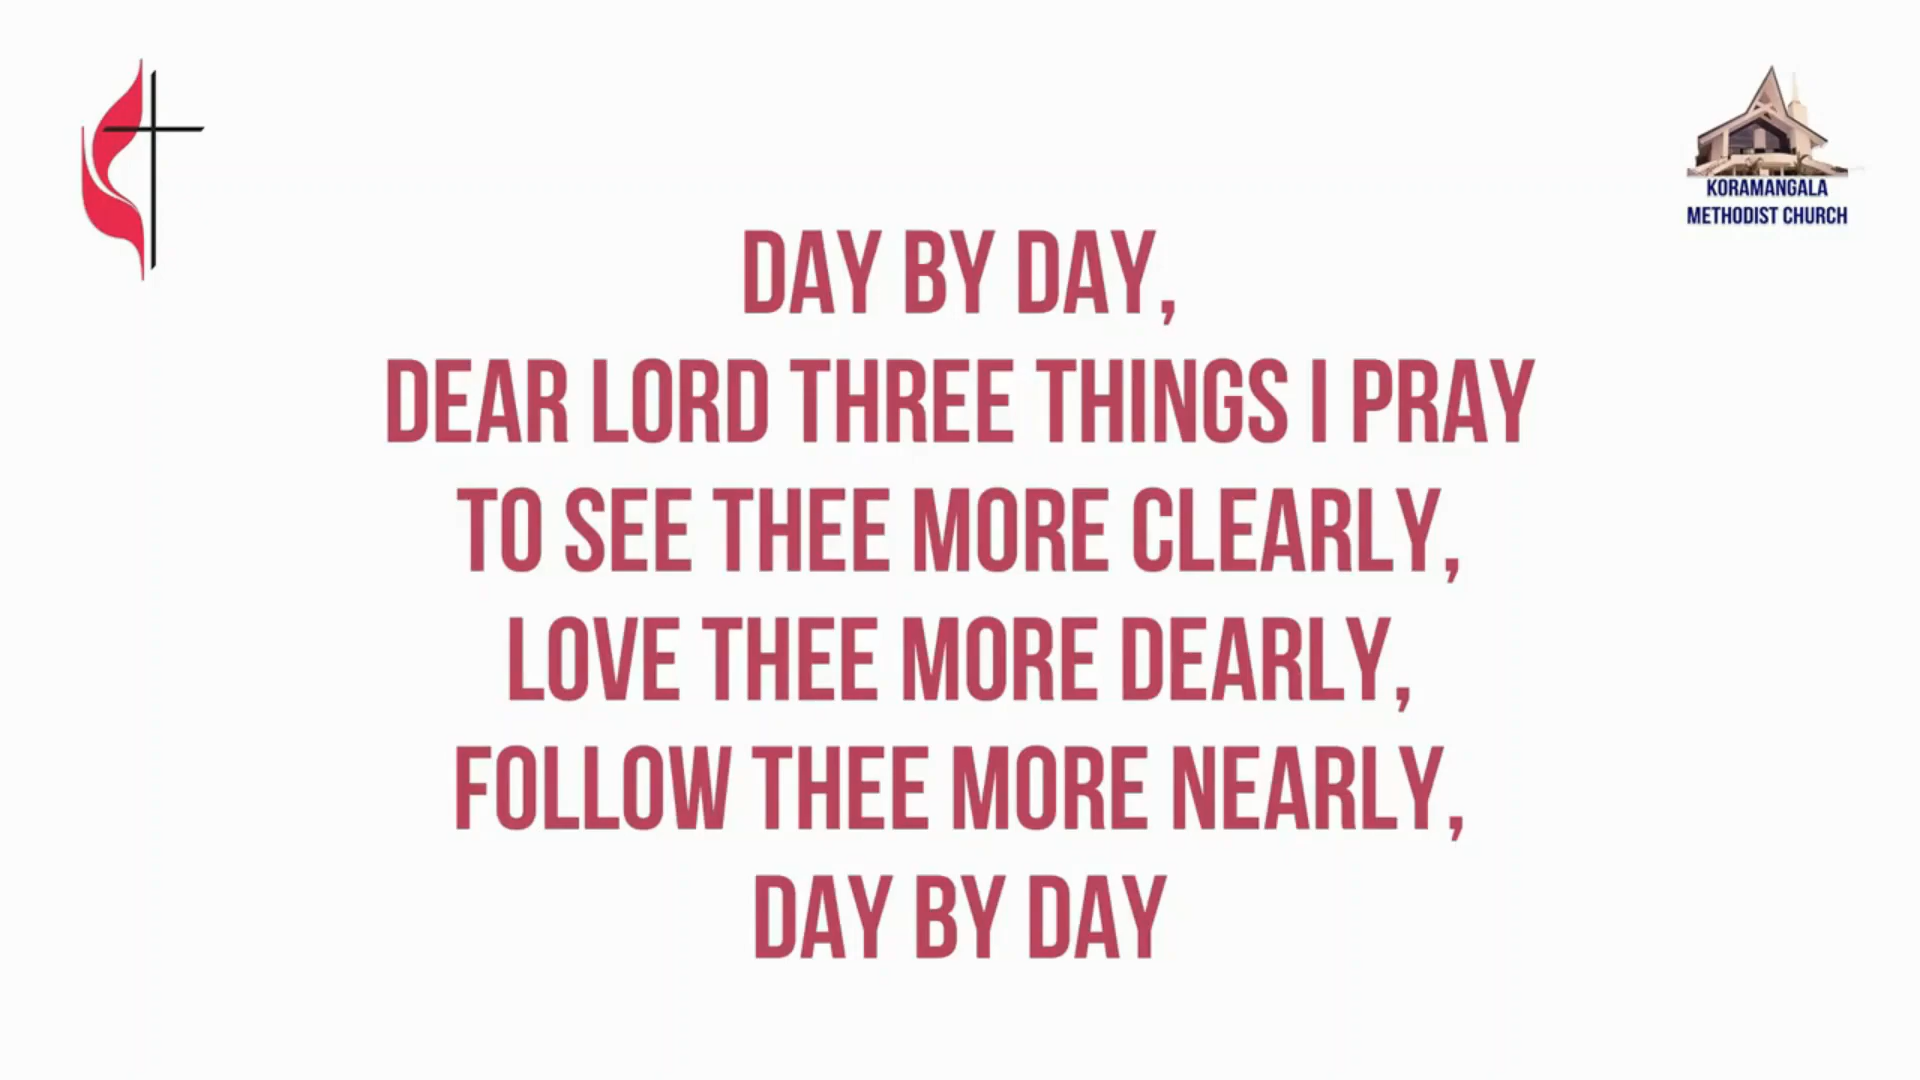 KORAMANGALA
METHODIST CHURCH
DAY BY DAY,
DEAR LORD THREE THINGS I PRAY
TO SEE THEE MORE CLEARLY,
LOVE THEE MORE DEARLY,
FOLLOW THEE MORE NEARLY,
DAY BY DAY